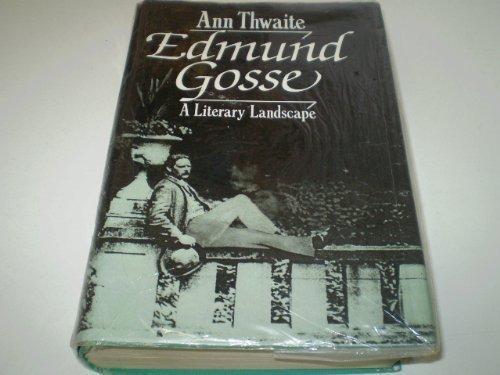 Ann Thwaite
Edmund
Gosse
A Literary Landscape